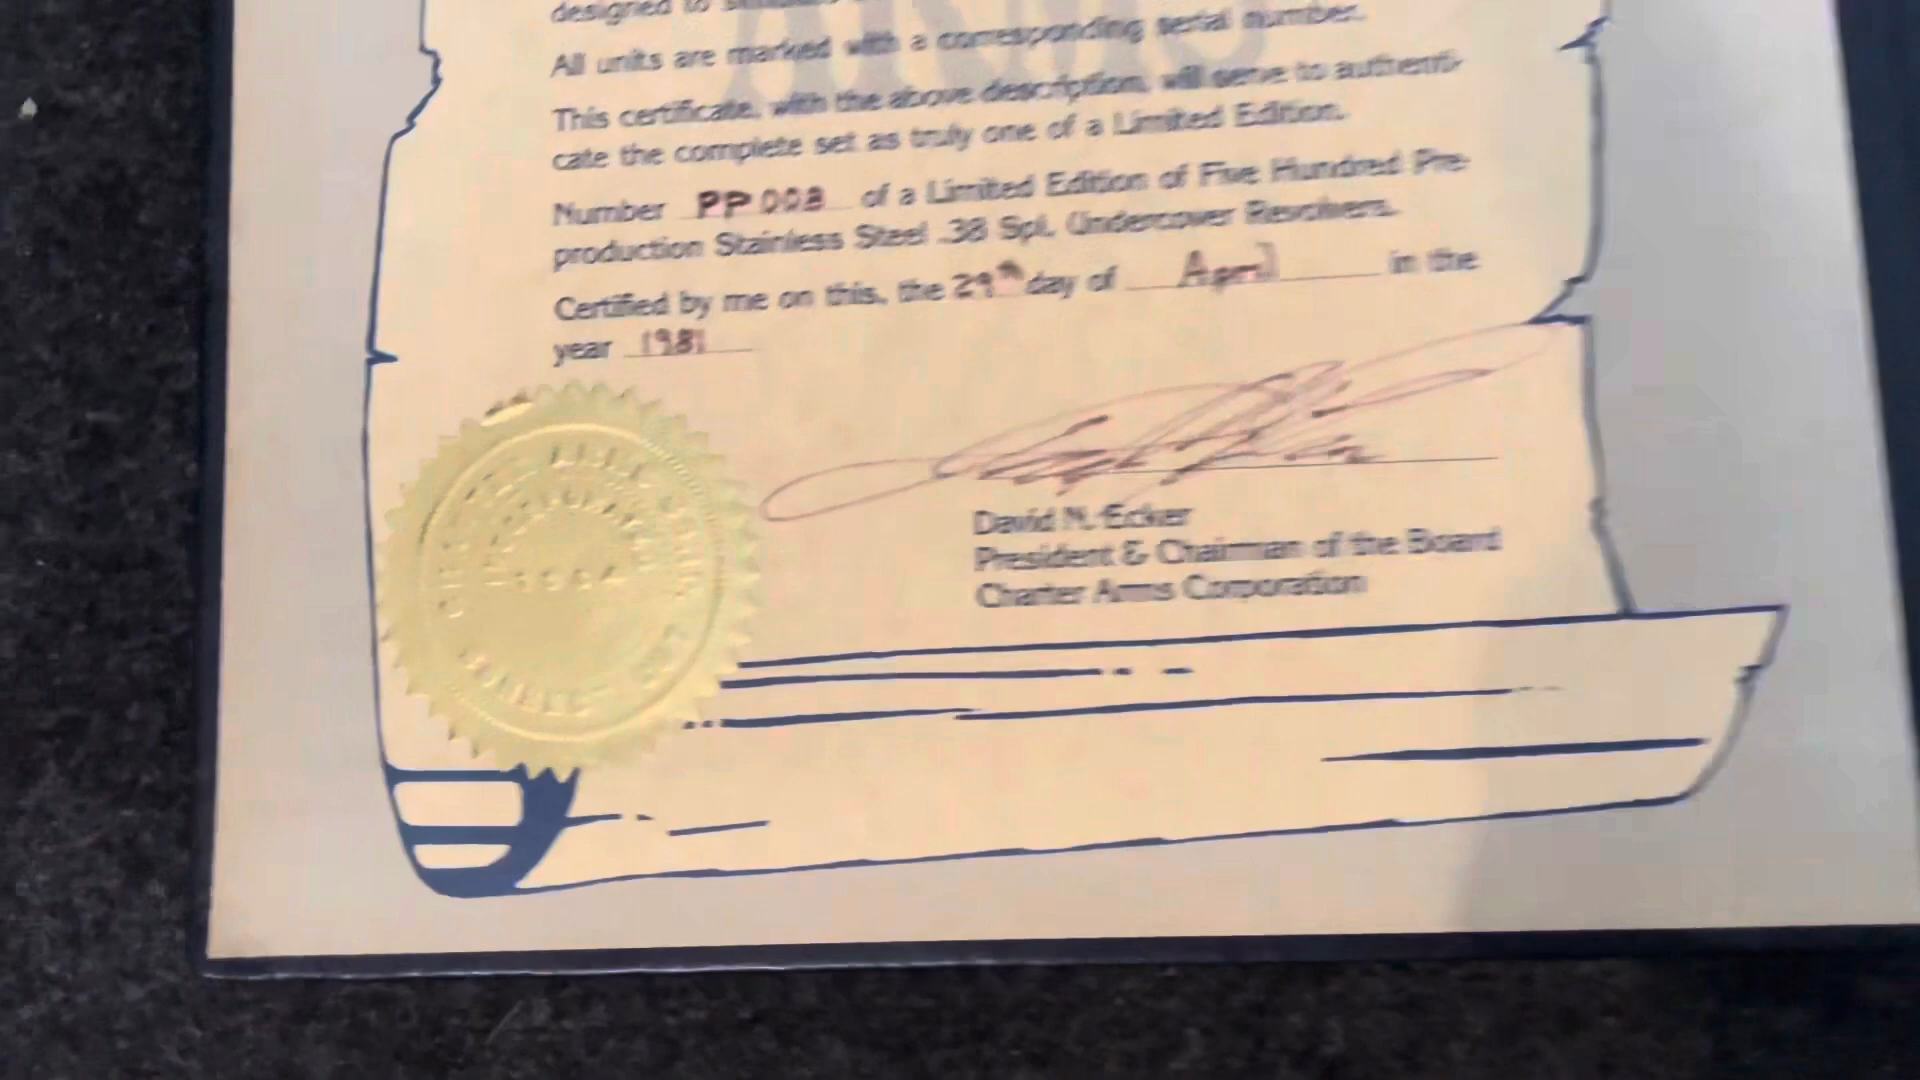 designed to
All units are marked with a corresponding serial number.
This certificate, with the above description, will serve to authenti-
cate the complete set as truly one of a Limited Edition.
Number PP 008 of a Limited Edition of Five Hundred Pre-
production Stainless Steel .38 Spl. Undercover Revolvers.
Certified by me on this, the 29th day of April in the
year 1981
David N. Ecker
President & Chairman of the Board
Charter Arms Corporation